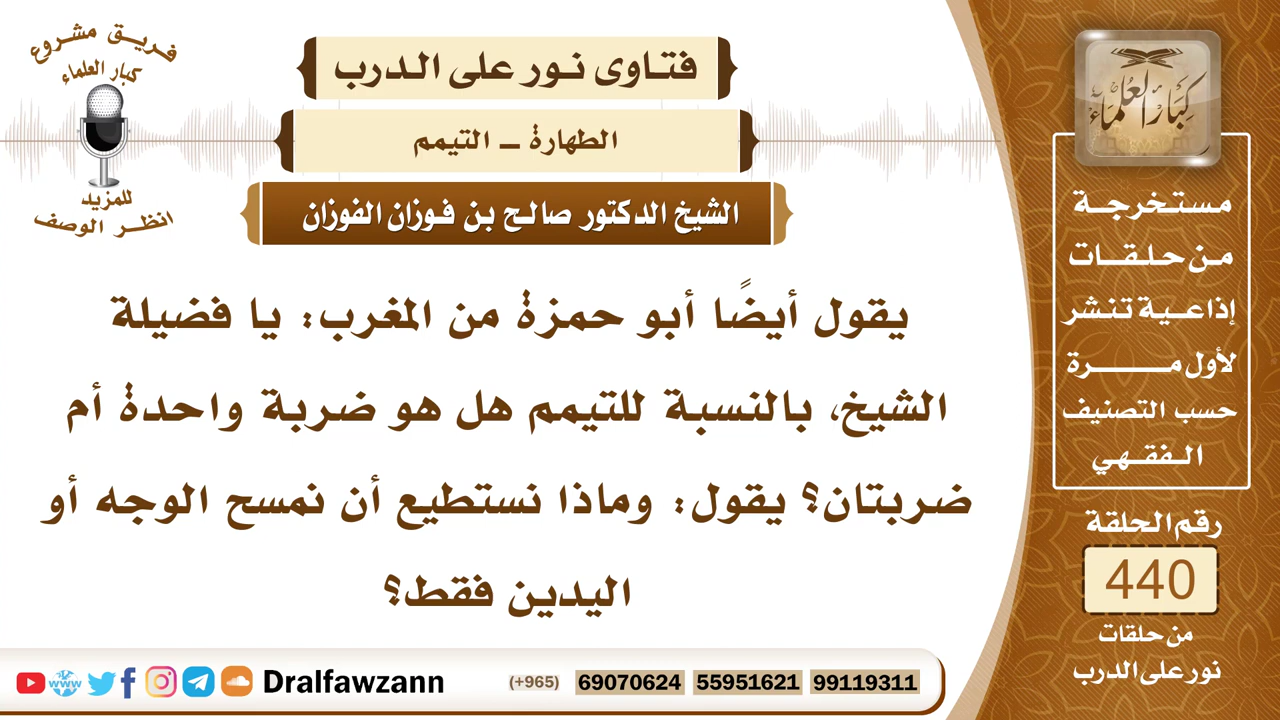 فريق مشروع
كبار العلماء
للمزيد
انظر الوصف
فتاوى نور على الدرب
الطهارة – التيمم
الشيخ الدكتور صالح بن فوزان الفوزان
يقول أيضًا أبو حمزة من المغرب: يا فضيلة
الشيخ، بالنسبة للتيمم هل هو ضربة واحدة أم
ضربتان؟ يقول: وماذا نستطيع أن نمسح الوجه أو
اليدين فقط؟
كبار العلماء
مستخرجة
من حلقات
إذاعية تنشر
لأول مرة
حسب التصنيف
الفقهي
رقم الحلقة
440
من حلقات
نور على الدرب
www
Dralfawzann
(+965) 69070624 55951621 99119311